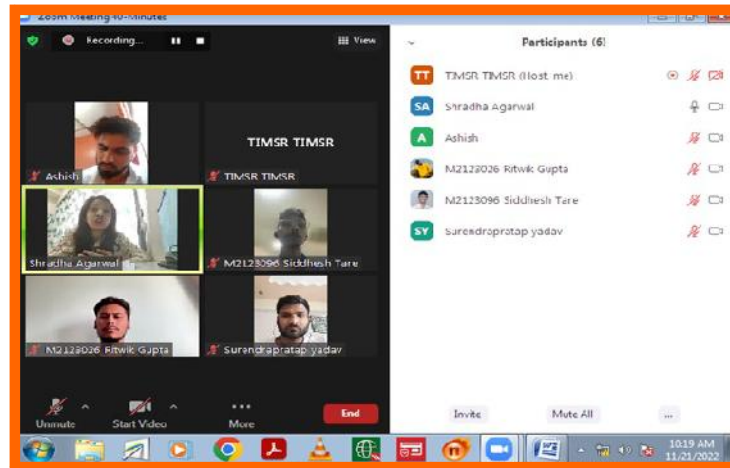 Zoom Meeting 40-Minutes
Recording...
View
Ashish
TIMSR TIMSR
TIMSR TIMSR
Shradha Agarwal
M2123096 Siddhesh Tare
M2123026 Ritwik Gupta
Surendrapratap yadav
Unmute
Start Video
More
End
Participants (6)
TT TIMSR TIMSR (Host, me)
SA Shradha Agarwal
A Ashish
M2123026 Ritwik Gupta
M2123096 Siddhesh Tare
SY Surendrapratap yadav
Invite
Mute All
...
10:19 AM
11/21/2022